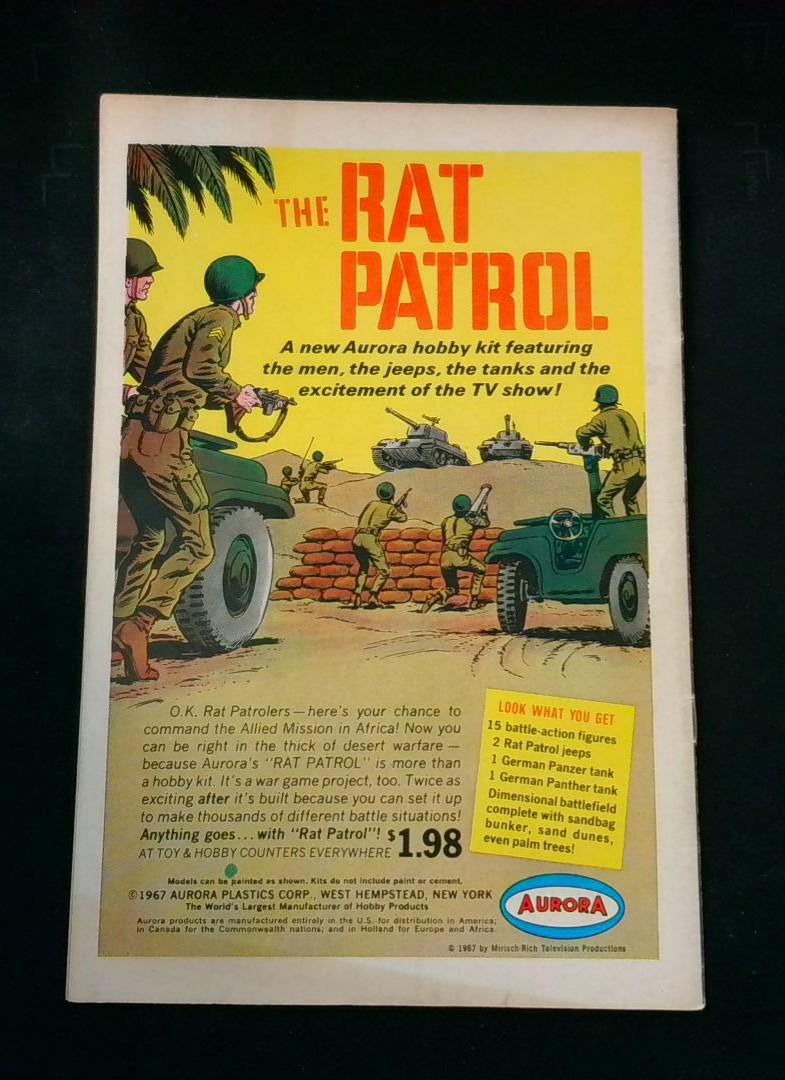 THE RAT
PATROL
A new Aurora hobby kit featuring
the men, the jeeps, the tanks and the
excitement of the TV show!
O.K. Rat Patrolers — here's your chance to
command the Allied Mission in Africa! Now you
can be right in the thick of desert warfare —
because Aurora's "RAT PATROL" is more than
a hobby kit. It's a war game project, too. Twice as
exciting after it's built because you can set it up
to make thousands of different battle situations!
Anything goes... with "Rat Patrol"! $1.98
AT TOY & HOBBY COUNTERS EVERYWHERE
LOOK WHAT YOU GET
15 battle-action figures
2 Rat Patrol jeeps
1 German Panzer tank
1 German Panther tank
Dimensional battlefield
complete with sandbag
bunker, sand dunes,
even palm trees!
Models can be painted as shown. Kits do not include paint or cement.
©1967 AURORA PLASTICS CORP., WEST HEMPSTEAD, NEW YORK
The World's Largest Manufacturer of Hobby Products
Aurora products are manufactured entirely in the U.S. for distribution in America;
in Canada for the Commonwealth nations; and in Holland for Europe and Africa.
AURORA
© 1967 by Mirisch-Rich Television Productions